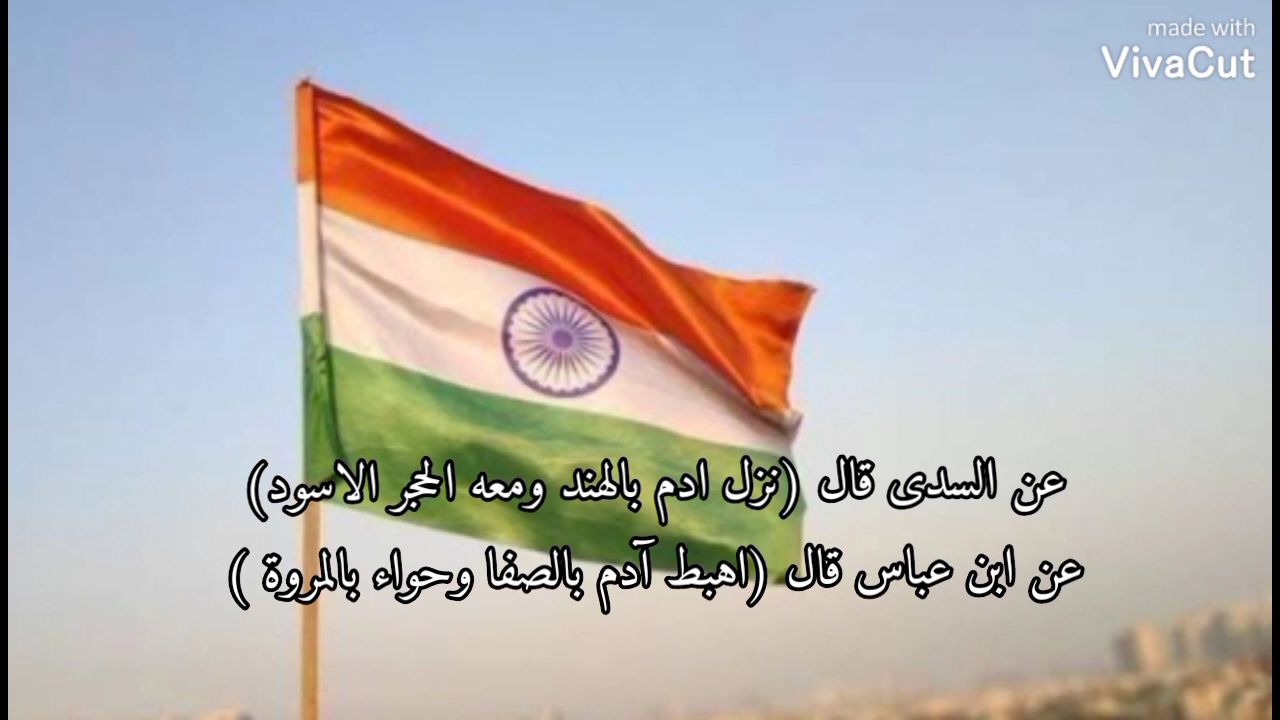 made with
VivaCut
عن السدى قال (نزل ادم بالهند ومعه الحجر الاسود)
عن ابن عباس قال (اهبط آدم بالصفا وحواء بالمروة )